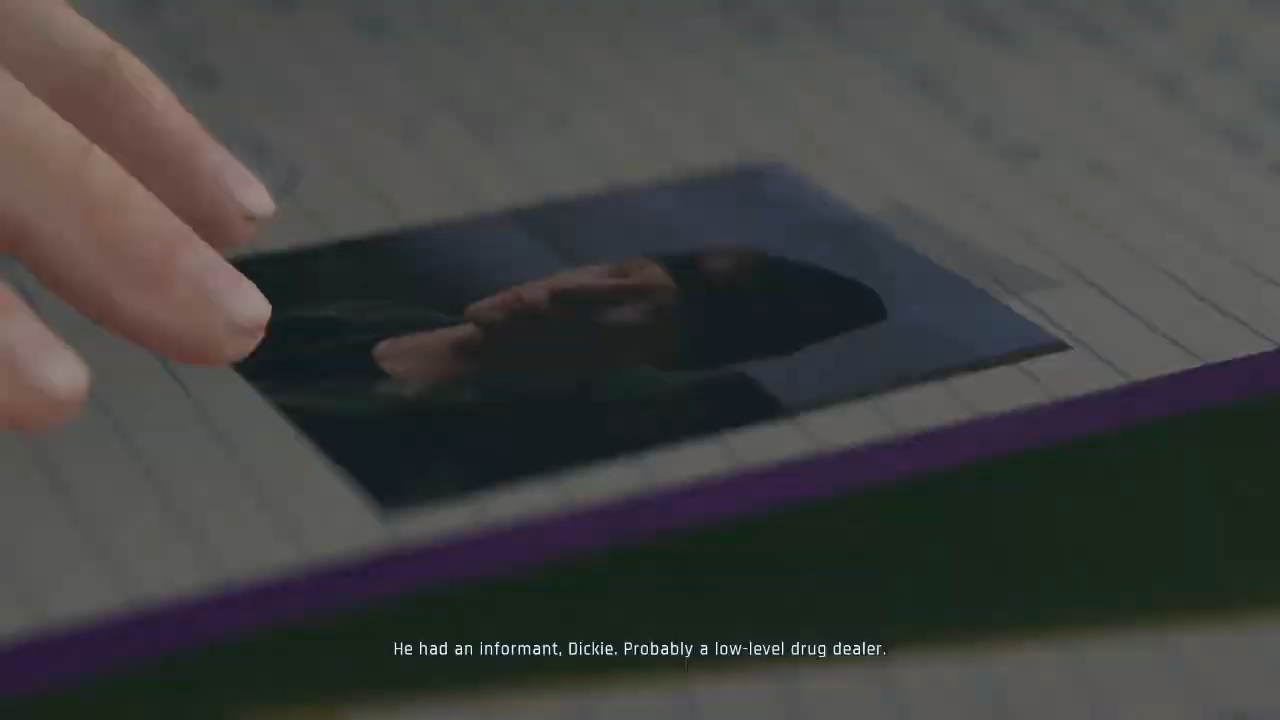 He had an informant, Dickie. Probably a low-level drug dealer.